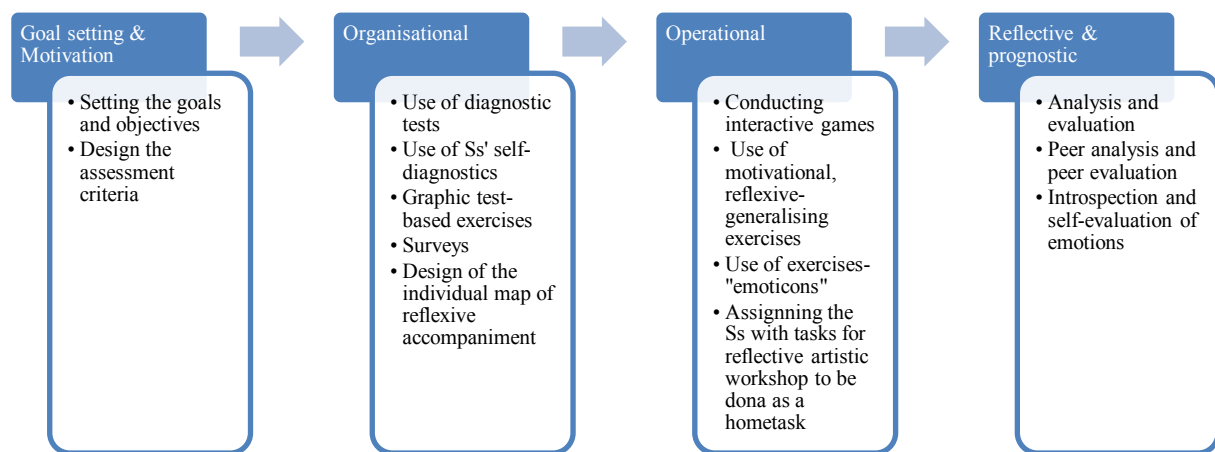 Goal setting &
Motivation
• Setting the goals
and objectives
• Design the
assessment
criteria
Organisational
• Use of diagnostic
tests
• Use of Ss' self-
diagnostics
• Graphic test-
based exercises
• Surveys
• Design of the
individual map of
reflexive
accompaniment
Operational
• Conducting
interactive games
• Use of
motivational,
reflexive-
generalising
exercises
• Use of exercises-
"emoticons"
• Assignning the
Ss with tasks for
reflective artistic
workshop to be
dona as a
hometask
Reflective &
prognostic
• Analysis and
evaluation
• Peer analysis and
peer evaluation
• Introspection and
self-evaluation of
emotions